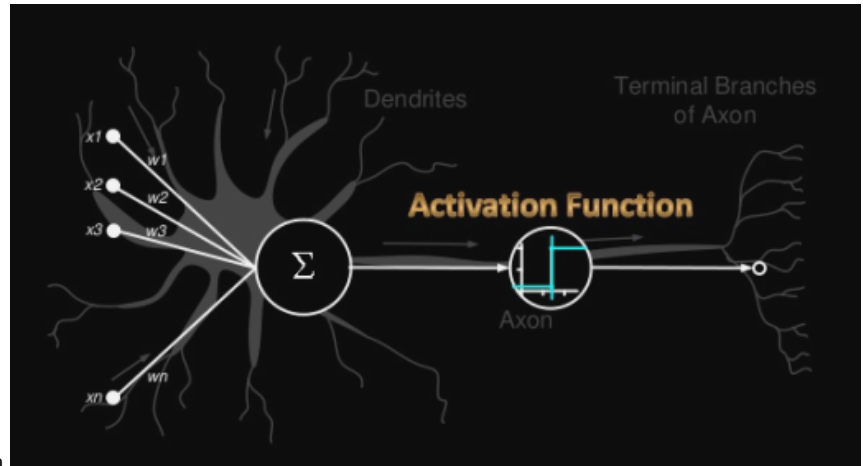 Dendrites
Terminal Branches
of Axon
x1
w1
x2
w2
Activation Function
x3
w3
Σ
Axon
wn
xn